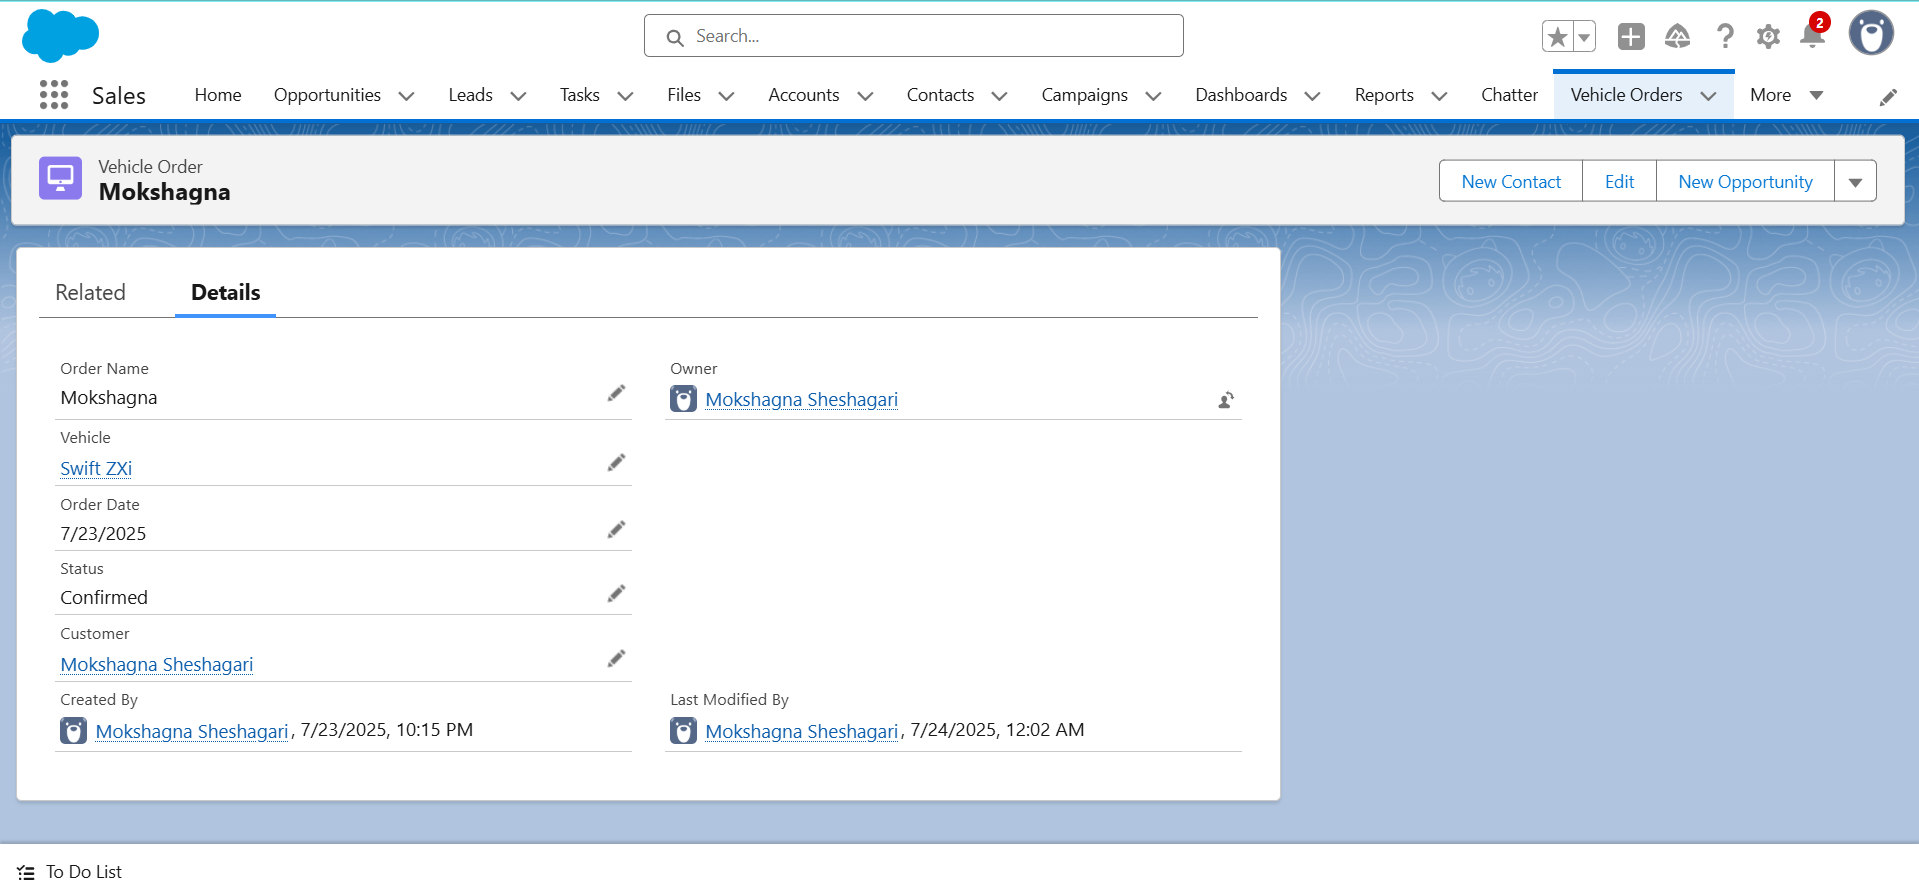 Search...
2
Sales
Home
Opportunities
Leads
Tasks
Files
Accounts
Contacts
Campaigns
Dashboards
Reports
Chatter
Vehicle Orders
More
Vehicle Order
Mokshagna
New Contact
Edit
New Opportunity
Related
Details
Order Name
Mokshagna
Owner
Mokshagna Sheshagari
Vehicle
Swift ZXi
Order Date
7/23/2025
Status
Confirmed
Customer
Mokshagna Sheshagari
Created By
Mokshagna Sheshagari, 7/23/2025, 10:15 PM
Last Modified By
Mokshagna Sheshagari, 7/24/2025, 12:02 AM
To Do List